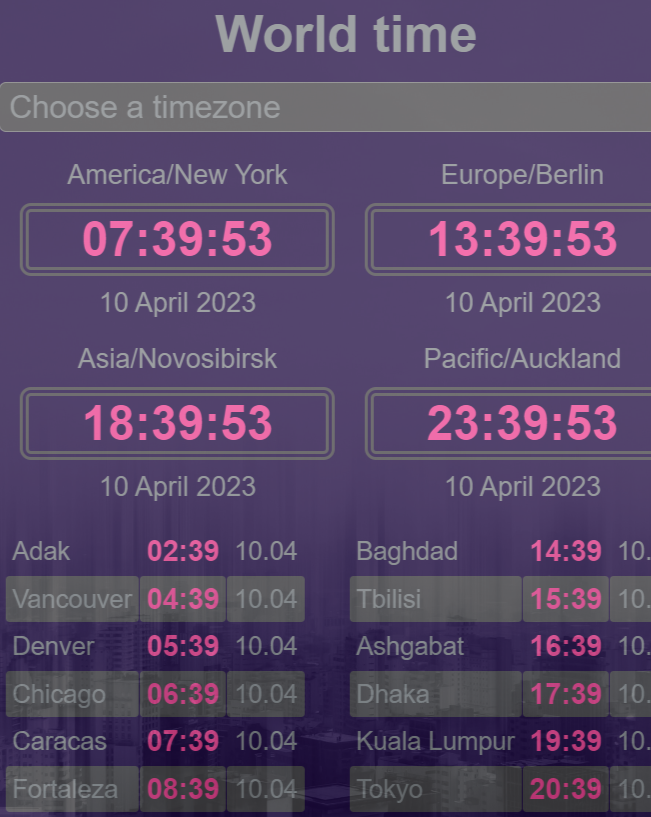 World time
Choose a timezone
America/New York Europe/Berlin
07:39:53 13:39:53
10 April 2023 10 April 2023
Asia/Novosibirsk Pacific/Auckland
18:39:53 23:39:53
10 April 2023 10 April 2023
Adak 02:39 10.04 Baghdad 14:39 10.
Vancouver 04:39 10.04 Tbilisi 15:39 10.
Denver 05:39 10.04 Ashgabat 16:39 10.
Chicago 06:39 10.04 Dhaka 17:39 10.
Caracas 07:39 10.04 Kuala Lumpur 19:39 10.
Fortaleza 08:39 10.04 Tokyo 20:39 10.